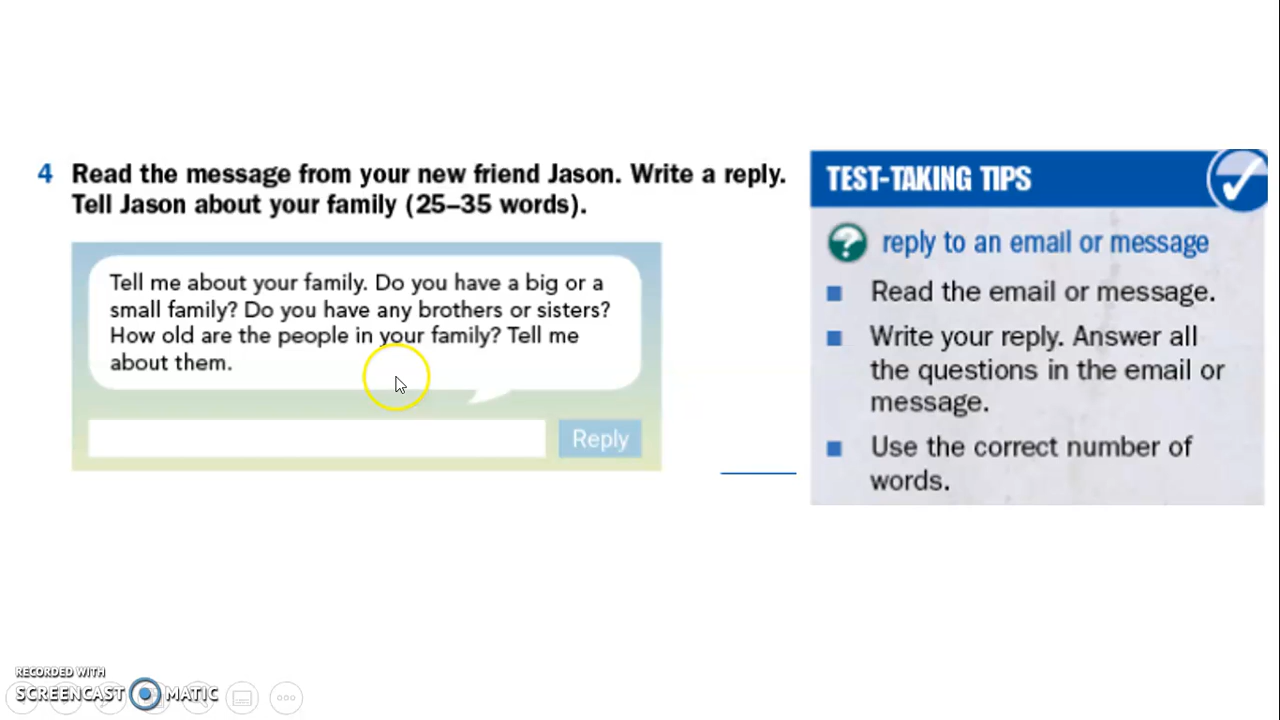 4 Read the message from your new friend Jason. Write a reply.
Tell Jason about your family (25–35 words).
Tell me about your family. Do you have a big or a
small family? Do you have any brothers or sisters?
How old are the people in your family? Tell me
about them.
Reply
TEST-TAKING TIPS
? reply to an email or message
■ Read the email or message.
■ Write your reply. Answer all
the questions in the email or
message.
■ Use the correct number of
words.
RECORDED WITH
SCREENCAST MATIC